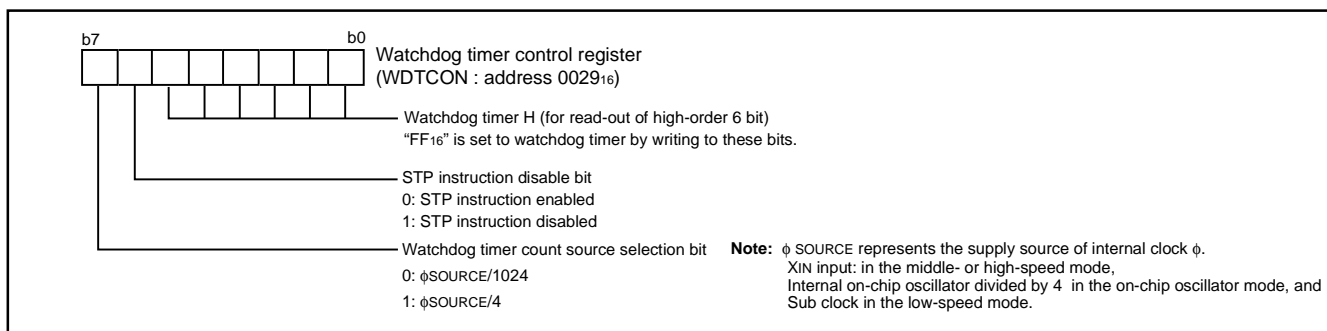 b7 b0
Watchdog timer control register
(WDTCON : address 002916)
Watchdog timer H (for read-out of high-order 6 bit)
“FF16” is set to watchdog timer by writing to these bits.
STP instruction disable bit
0: STP instruction enabled
1: STP instruction disabled
Watchdog timer count source selection bit
0: ϕSOURCE/1024
1: ϕSOURCE/4
Note: ϕ SOURCE represents the supply source of internal clock ϕ.
XIN input: in the middle- or high-speed mode,
Internal on-chip oscillator divided by 4 in the on-chip oscillator mode, and
Sub clock in the low-speed mode.